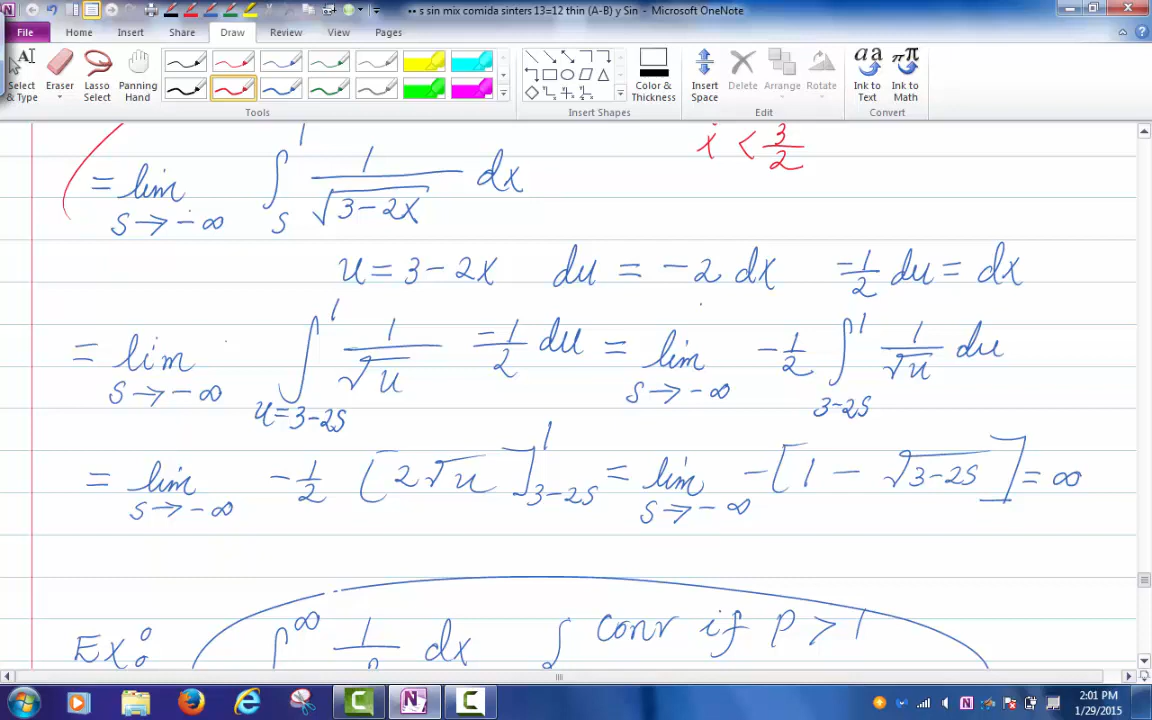 •• s sin mix comida sinters 13=12 thin (A-B) y Sin - Microsoft OneNote
File Home Insert Share Draw Review View Pages
Select & Type Eraser Lasso Select Panning Hand Color & Thickness Insert Space Delete Arrange Rotate Ink to Text Ink to Math
Tools Insert Shapes Edit Convert
x < 3/2
= lim s→-∞ ∫_s^1 1/√(3-2x) dx
u = 3-2x du = -2 dx -1/2 du = dx
= lim s→-∞ ∫_{u=3-2s}^1 1/√u -1/2 du = lim s→-∞ -1/2 ∫_{3-2s}^1 1/√u du
= lim s→-∞ -1/2 [2√u]_{3-2s}^1 = lim s→-∞ -[1 - √(3-2s)] = ∞
Ex: ∫^∞ 1/ dx ∫ conv if p > 1
2:01 PM
1/29/2015